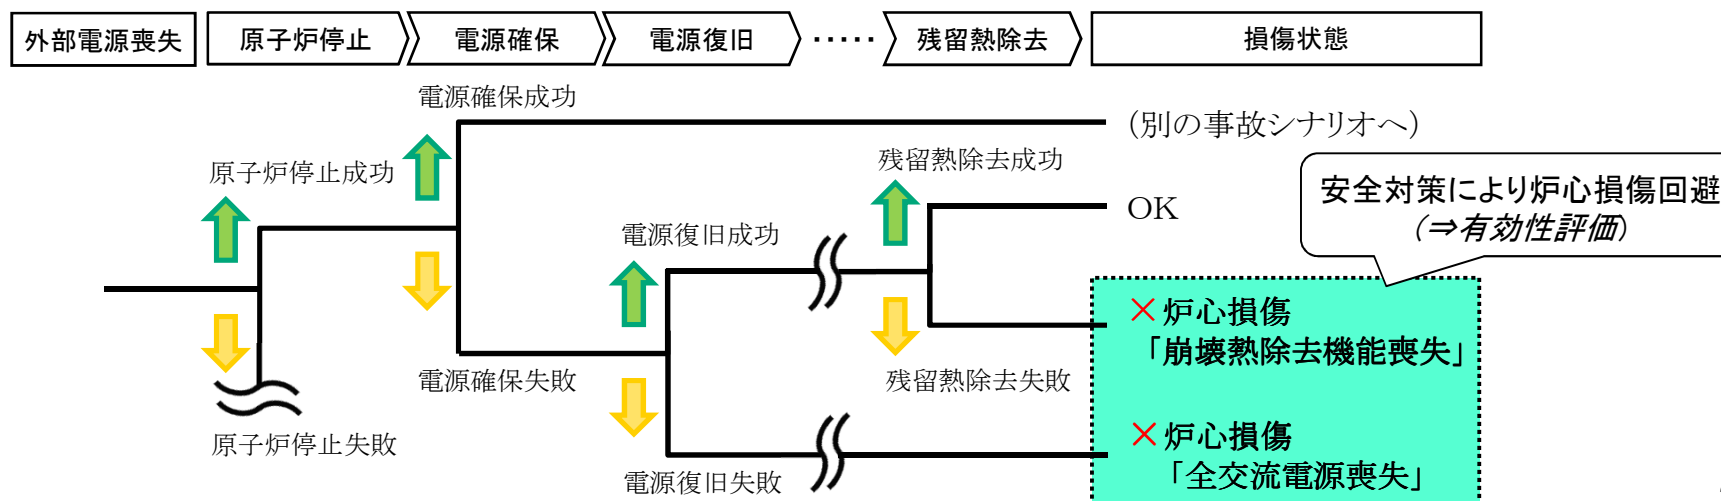 外部電源喪失
原子炉停止
電源確保
電源復旧
・・・・・
残留熱除去
損傷状態
電源確保成功
(別の事故シナリオへ)
原子炉停止成功
残留熱除去成功
安全対策により炉心損傷回避
(⇒有効性評価)
OK
電源復旧成功
×炉心損傷
「崩壊熱除去機能喪失」
電源確保失敗
残留熱除去失敗
原子炉停止失敗
×炉心損傷
「全交流電源喪失」
電源復旧失敗